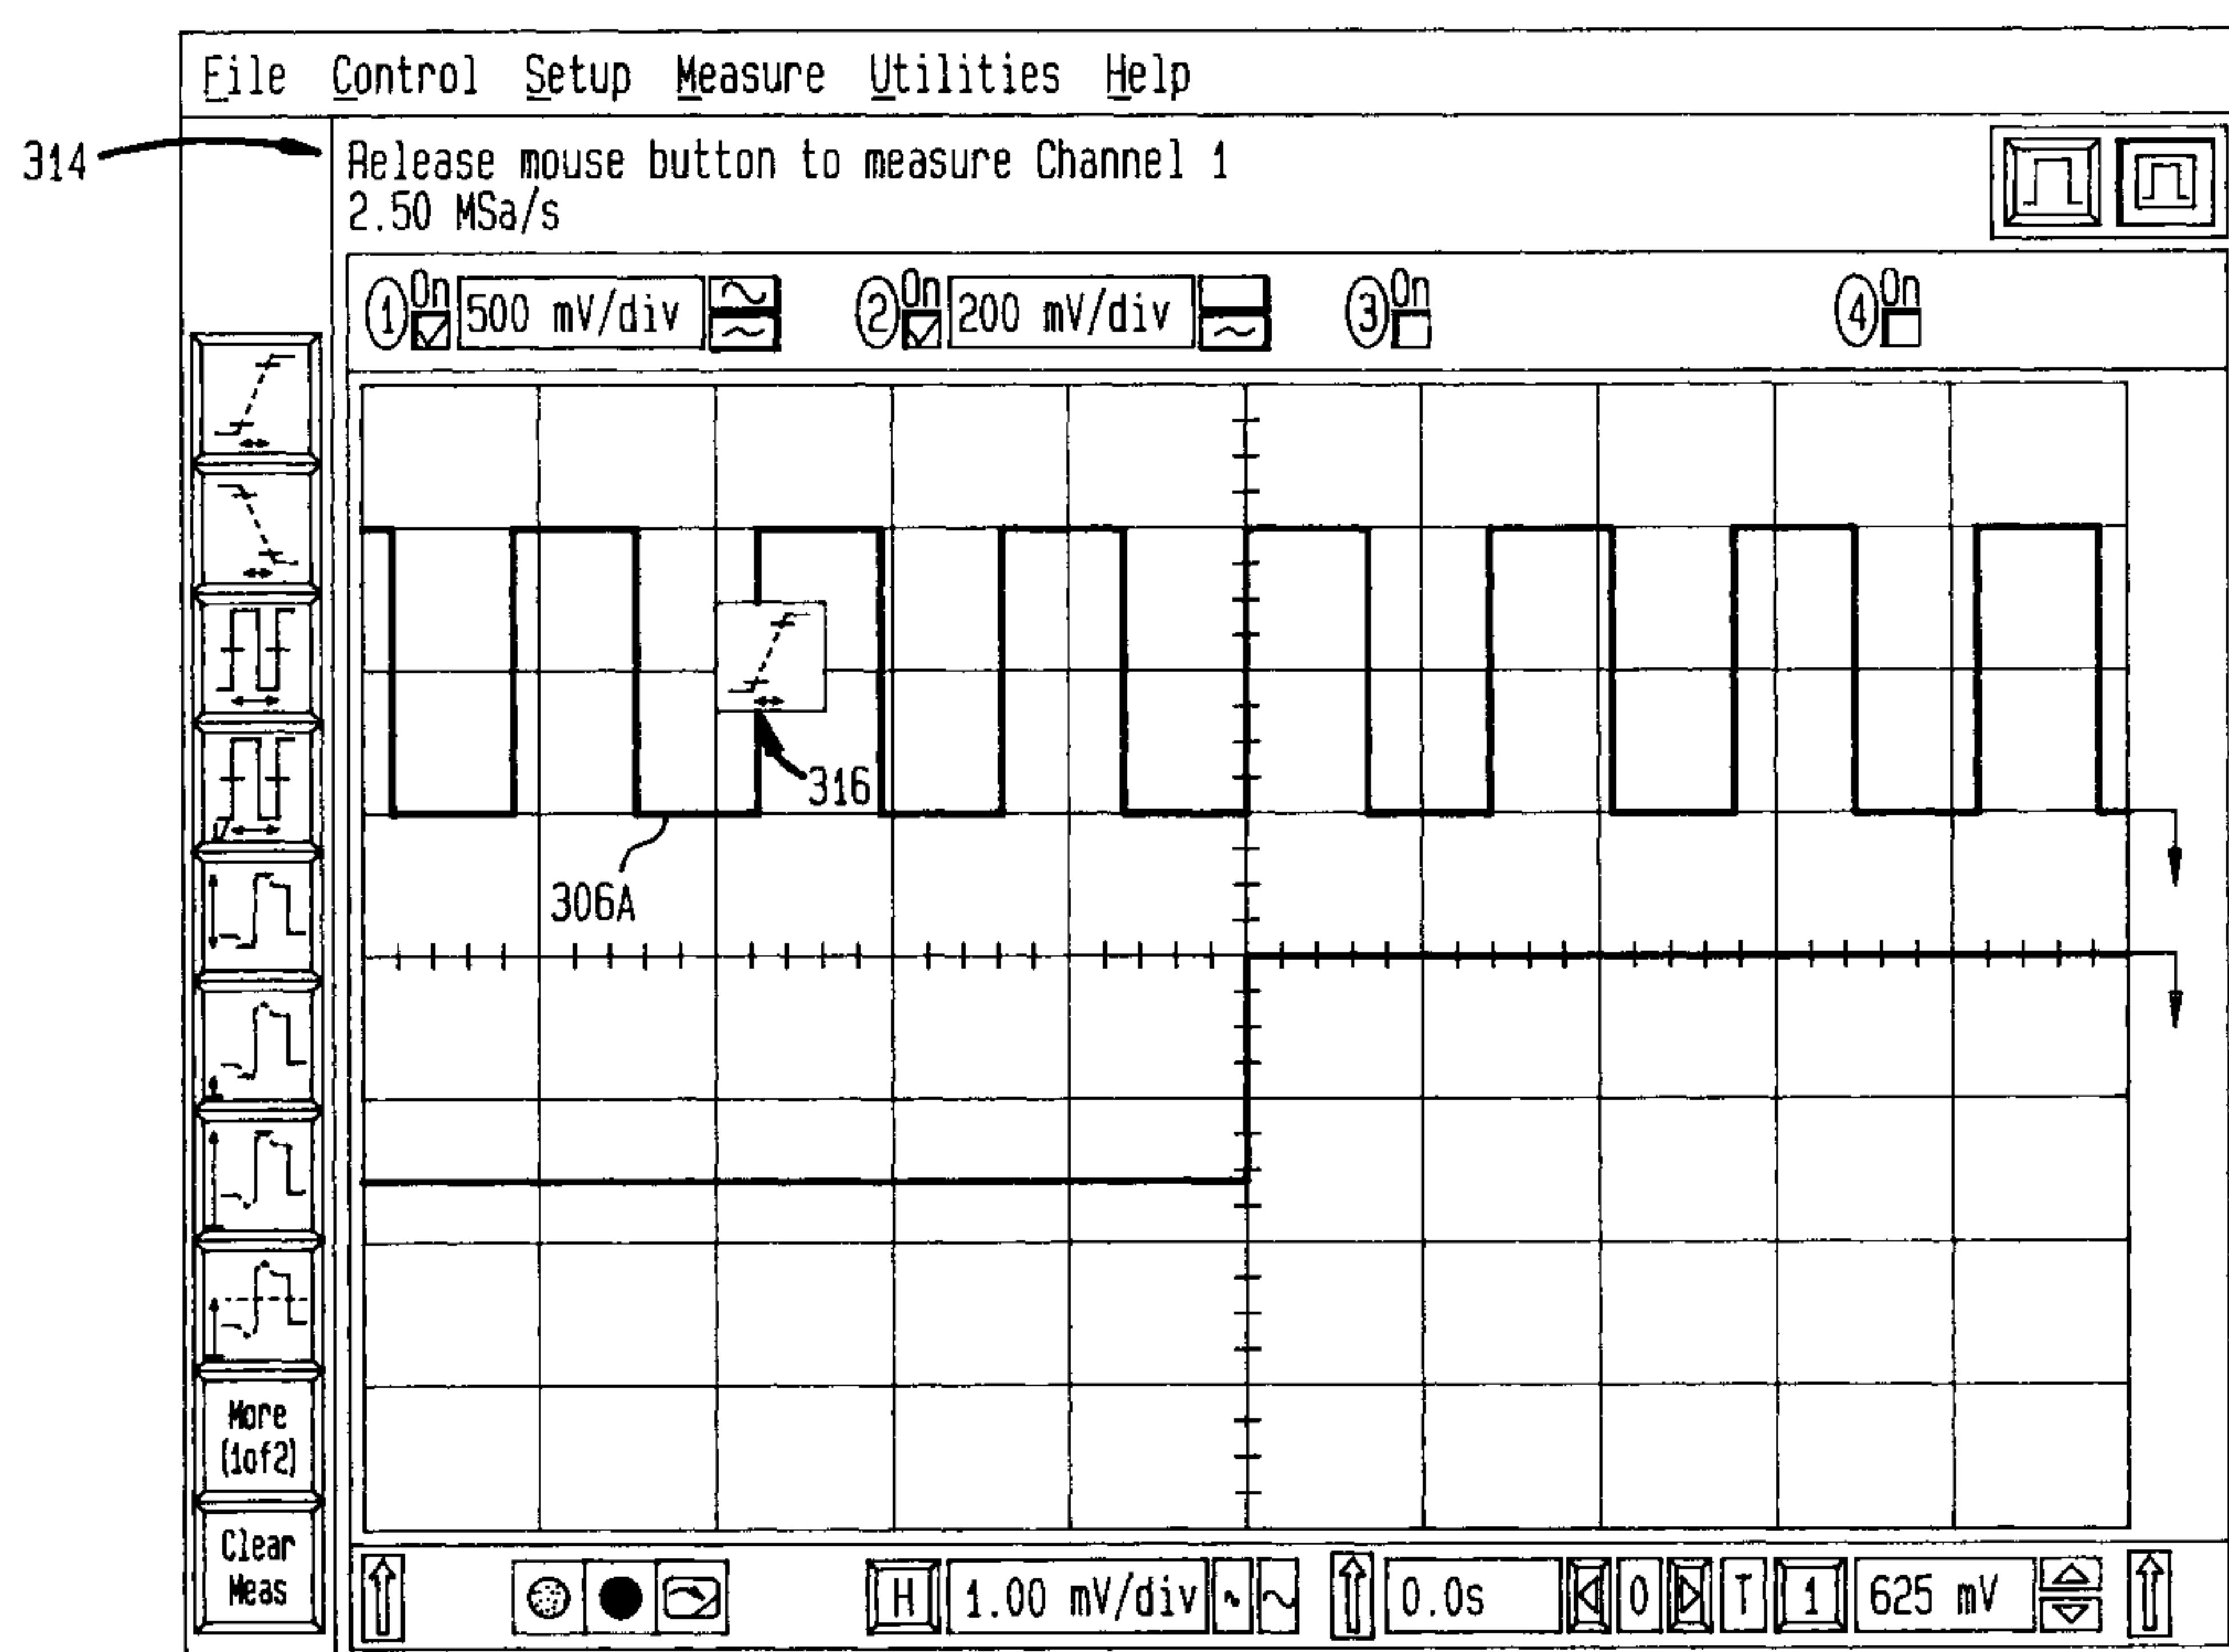 File Control Setup Measure Utilities Help
314
Release mouse button to measure Channel 1
2.50 MSa/s
1 On 500 mV/div 2 On 200 mV/div 3 On 4 On
316
306A
More
(1of2)
Clear
Meas
H 1.00 mV/div 0.0s 0 T 1 625 mV